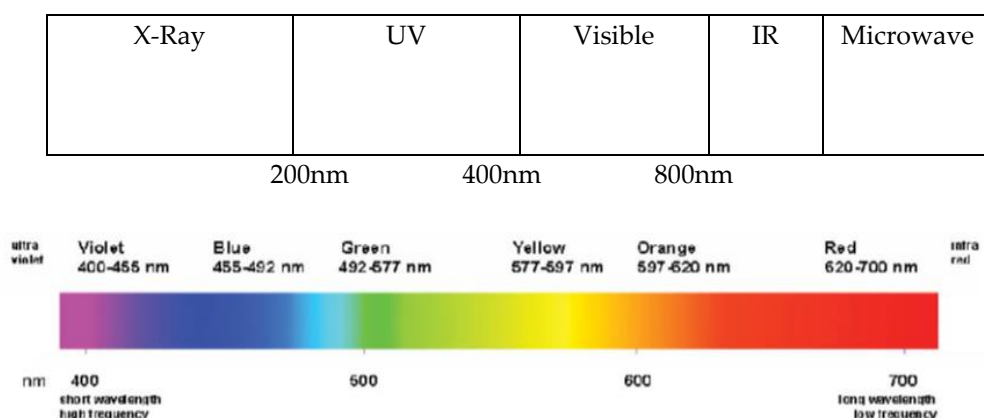 X-Ray UV Visible IR Microwave
200nm 400nm 800nm
ultra violet
Violet 400-455 nm
Blue 455-492 nm
Green 492-577 nm
Yellow 577-597 nm
Orange 597-620 nm
Red 620-700 nm
infra red
nm 400 500 600 700
short wavelength long wavelength
high frequency low frequency